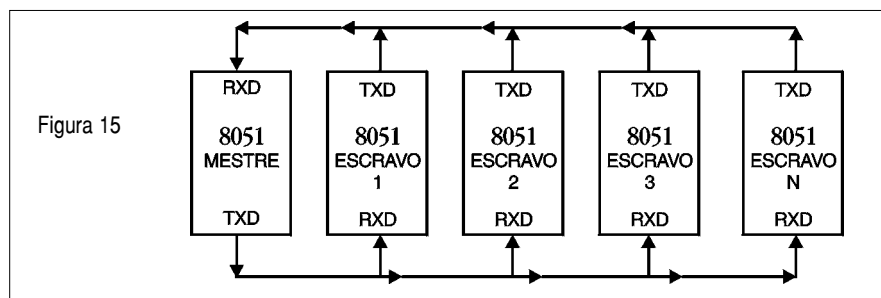 Figura 15
RXD
8051
MESTRE
TXD
TXD
8051
ESCRAVO
1
RXD
TXD
8051
ESCRAVO
2
RXD
TXD
8051
ESCRAVO
3
RXD
TXD
8051
ESCRAVO
N
RXD